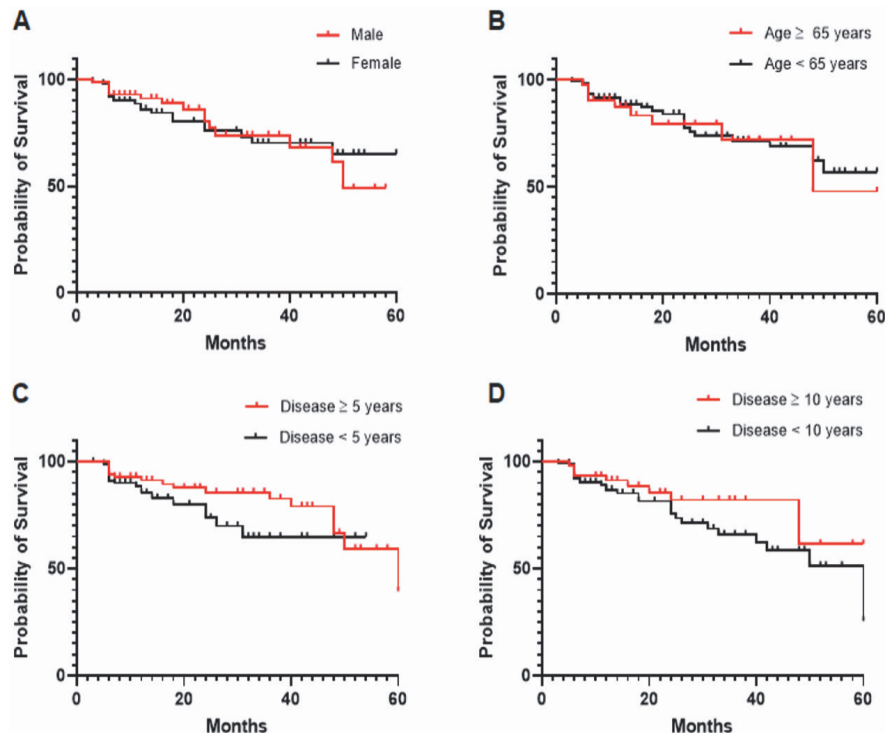 A
Male
Female
Probability of Survival
100
50
0
0 20 40 60
Months
B
Age ≥ 65 years
Age < 65 years
Probability of Survival
100
50
0
0 20 40 60
Months
C
Disease ≥ 5 years
Disease < 5 years
Probability of Survival
100
50
0
0 20 40 60
Months
D
Disease ≥ 10 years
Disease < 10 years
Probability of Survival
100
50
0
0 20 40 60
Months